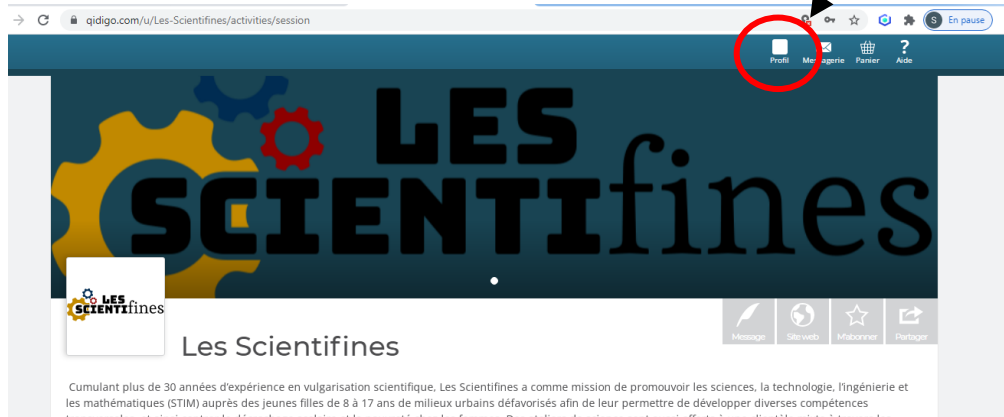 qidigo.com/u/Les-Scientifines/activities/session
S En pause
Profil Messagerie Panier Aide
LES
SCIENTIfines
LES
SCIENTIfines
Message Site web M'abonner Partager
Les Scientifines
Cumulant plus de 30 années d'expérience en vulgarisation scientifique, Les Scientifines a comme mission de promouvoir les sciences, la technologie, l'ingénierie et
les mathématiques (STIM) auprès des jeunes filles de 8 à 17 ans de milieux urbains défavorisés afin de leur permettre de développer diverses compétences